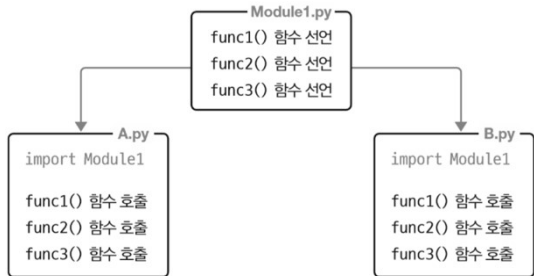 Module1.py
func1() 함수 선언
func2() 함수 선언
func3() 함수 선언
A.py
import Module1
func1() 함수 호출
func2() 함수 호출
func3() 함수 호출
B.py
import Module1
func1() 함수 호출
func2() 함수 호출
func3() 함수 호출